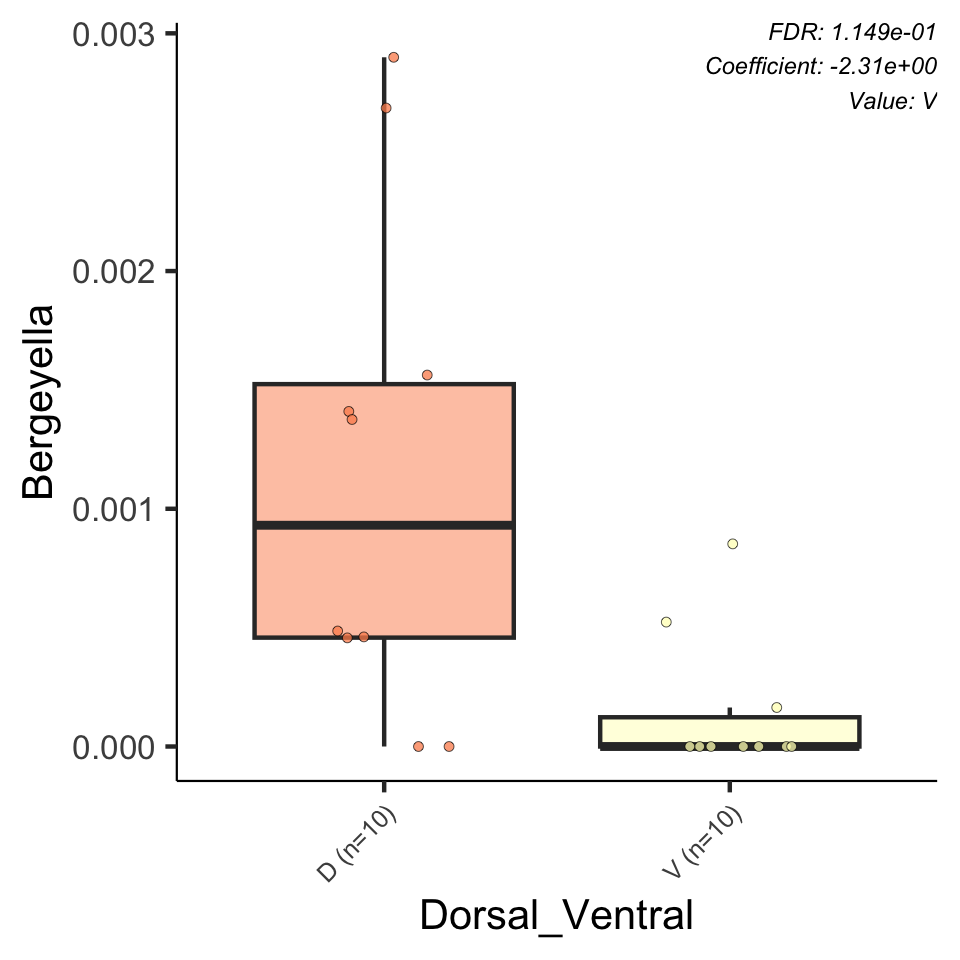 FDR: 1.149e-01
Coefficient: -2.31e+00
Value: V
0.003
0.002
0.001
0.000
Bergeyella
D (n=10)
V (n=10)
Dorsal_Ventral